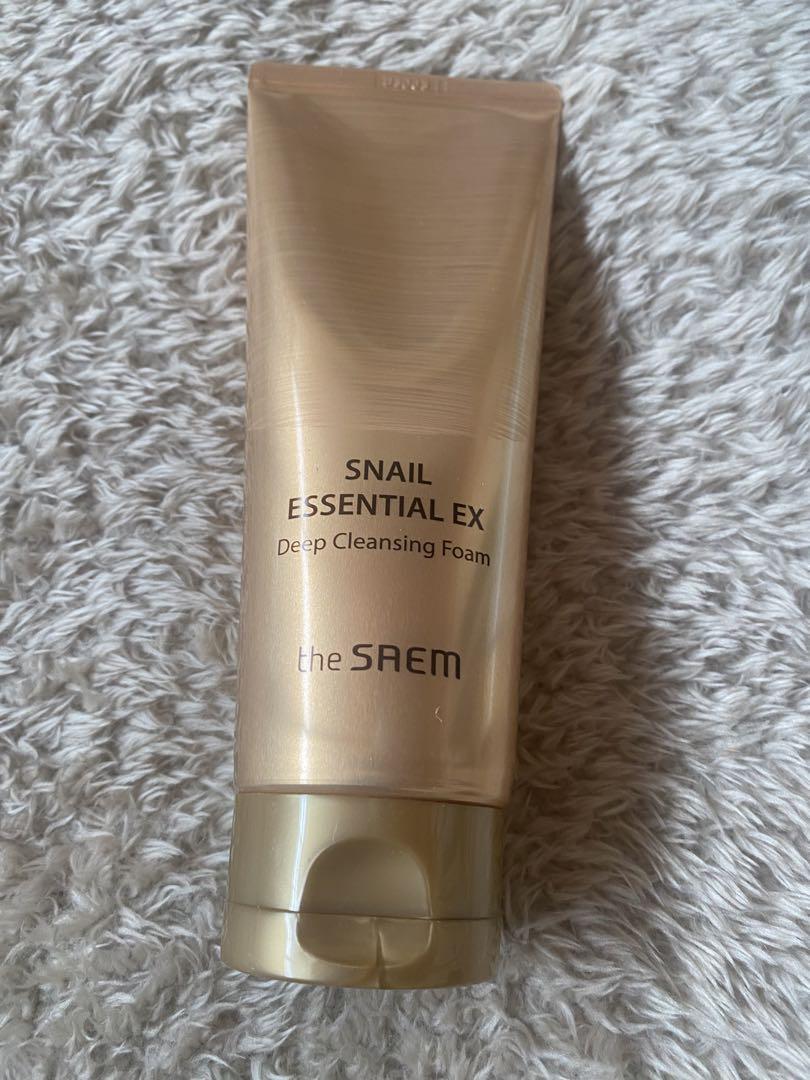 SNAIL
ESSENTIAL EX
Deep Cleansing Foam
the SAEM